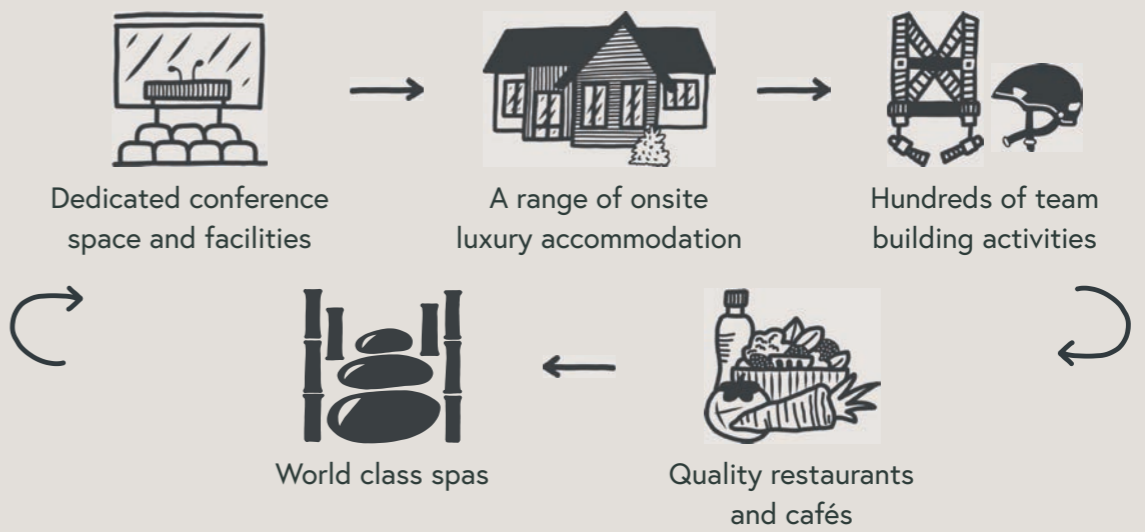 Dedicated conference
space and facilities
A range of onsite
luxury accommodation
Hundreds of team
building activities
World class spas
Quality restaurants
and cafés